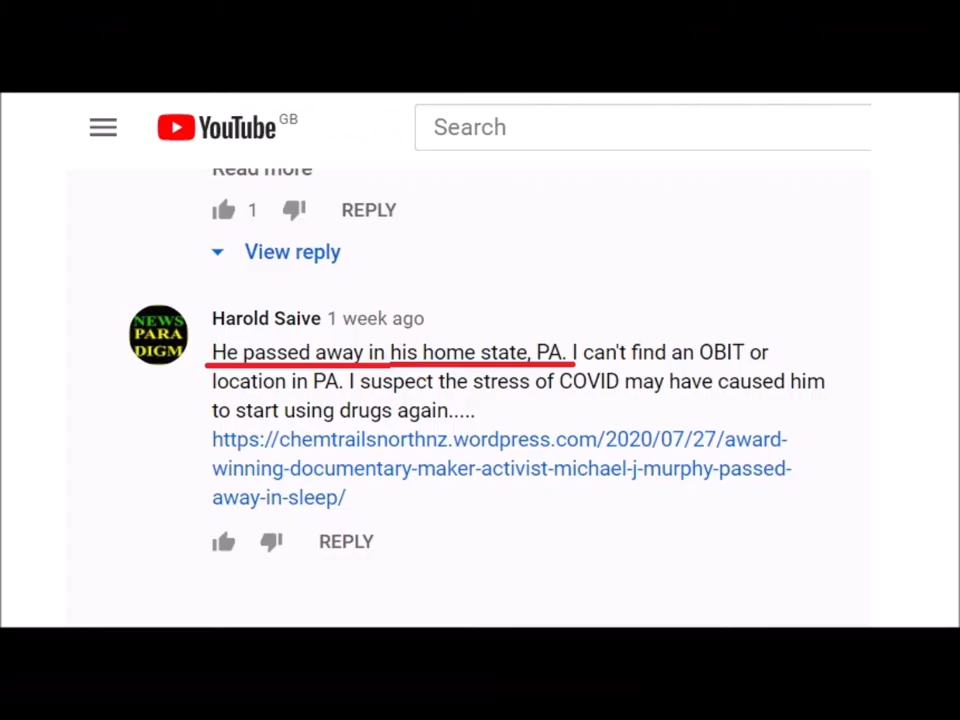 YouTube GB
Search
Read more
1 REPLY
View reply
NEWS
PARA
DIGM
Harold Saive 1 week ago
He passed away in his home state, PA. I can't find an OBIT or
location in PA. I suspect the stress of COVID may have caused him
to start using drugs again.....
https://chemtrailsnorthnz.wordpress.com/2020/07/27/award-
winning-documentary-maker-activist-michael-j-murphy-passed-
away-in-sleep/
REPLY